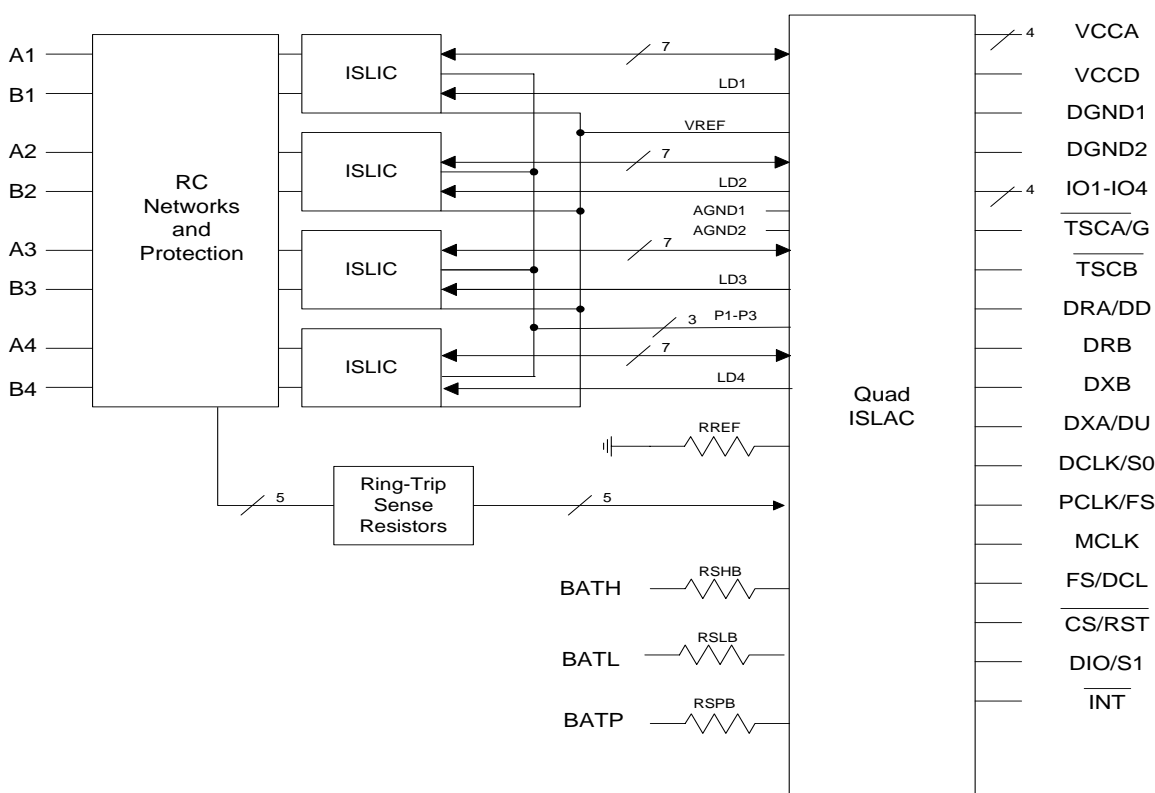 A1
B1
A2
B2
A3
B3
A4
B4
RC
Networks
and
Protection
ISLIC
ISLIC
ISLIC
ISLIC
7
LD1
VREF
7
LD2
AGND1
AGND2
7
LD3
3 P1-P3
7
LD4
RREF
5
Ring-Trip
Sense
Resistors
5
BATH
RSHB
BATL
RSLB
BATP
RSPB
Quad
ISLAC
4 VCCA
VCCD
DGND1
DGND2
4 IO1-IO4
TSCA/G
TSCB
DRA/DD
DRB
DXB
DXA/DU
DCLK/S0
PCLK/FS
MCLK
FS/DCL
CS/RST
DIO/S1
INT